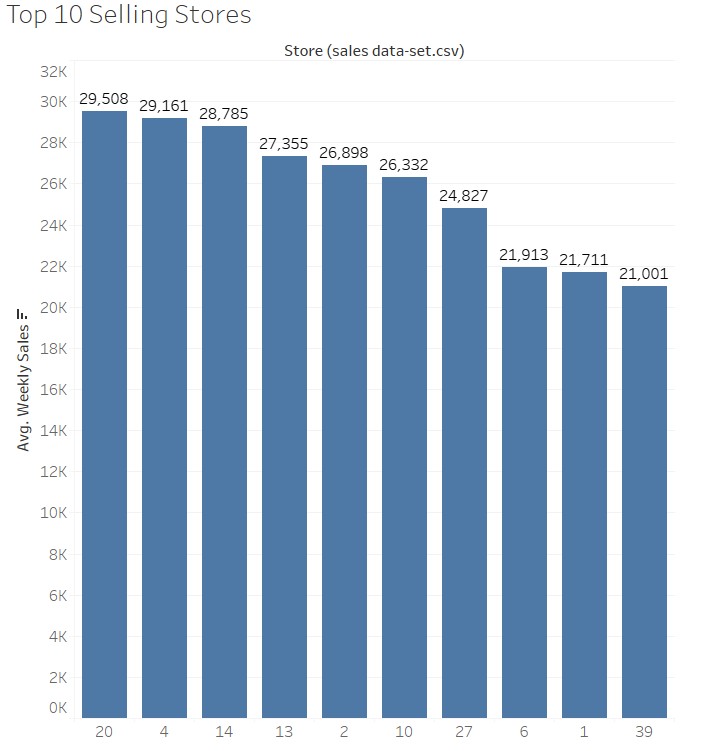 Top 10 Selling Stores
Store (sales data-set.csv)
Avg. Weekly Sales
32K
30K
28K
26K
24K
22K
20K
18K
16K
14K
12K
10K
8K
6K
4K
2K
0K
29,508
29,161
28,785
27,355
26,898
26,332
24,827
21,913
21,711
21,001
20 4 14 13 2 10 27 6 1 39